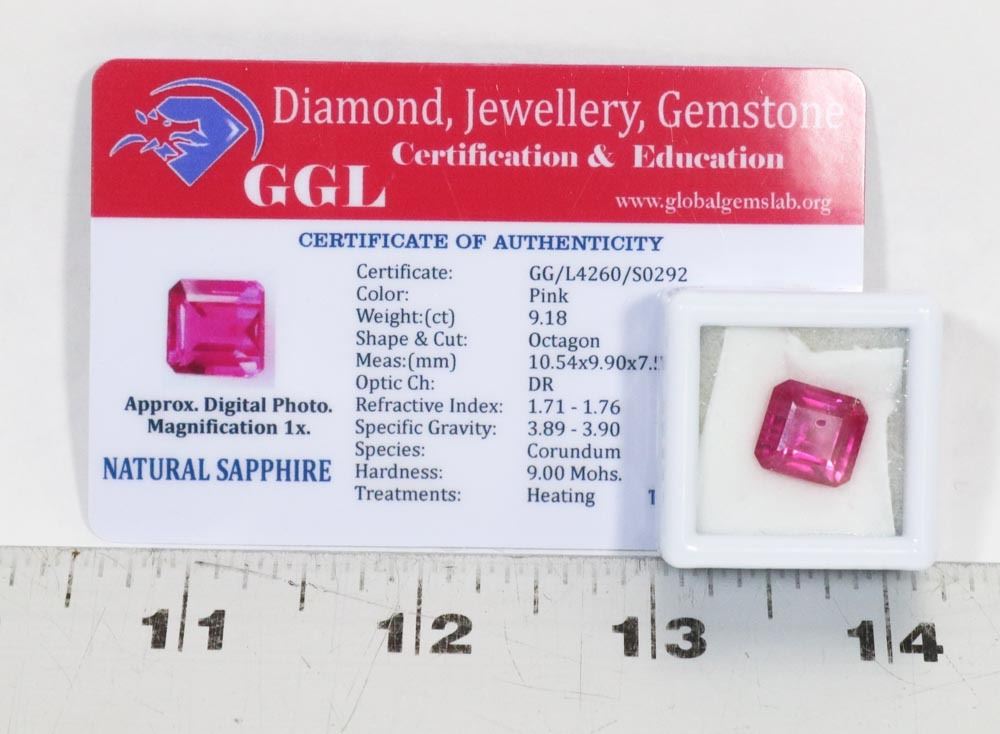 Diamond, Jewellery, Gemstone
Certification & Education
GGL
www.globalgemslab.org
CERTIFICATE OF AUTHENTICITY
Certificate: GG/L4260/S0292
Color: Pink
Weight:(ct) 9.18
Shape & Cut: Octagon
Meas:(mm) 10.54x9.90x7.
Optic Ch: DR
Refractive Index: 1.71 - 1.76
Specific Gravity: 3.89 - 3.90
Species: Corundum
Hardness: 9.00 Mohs.
Treatments: Heating
Approx. Digital Photo.
Magnification 1x.
NATURAL SAPPHIRE
11 12 13 14